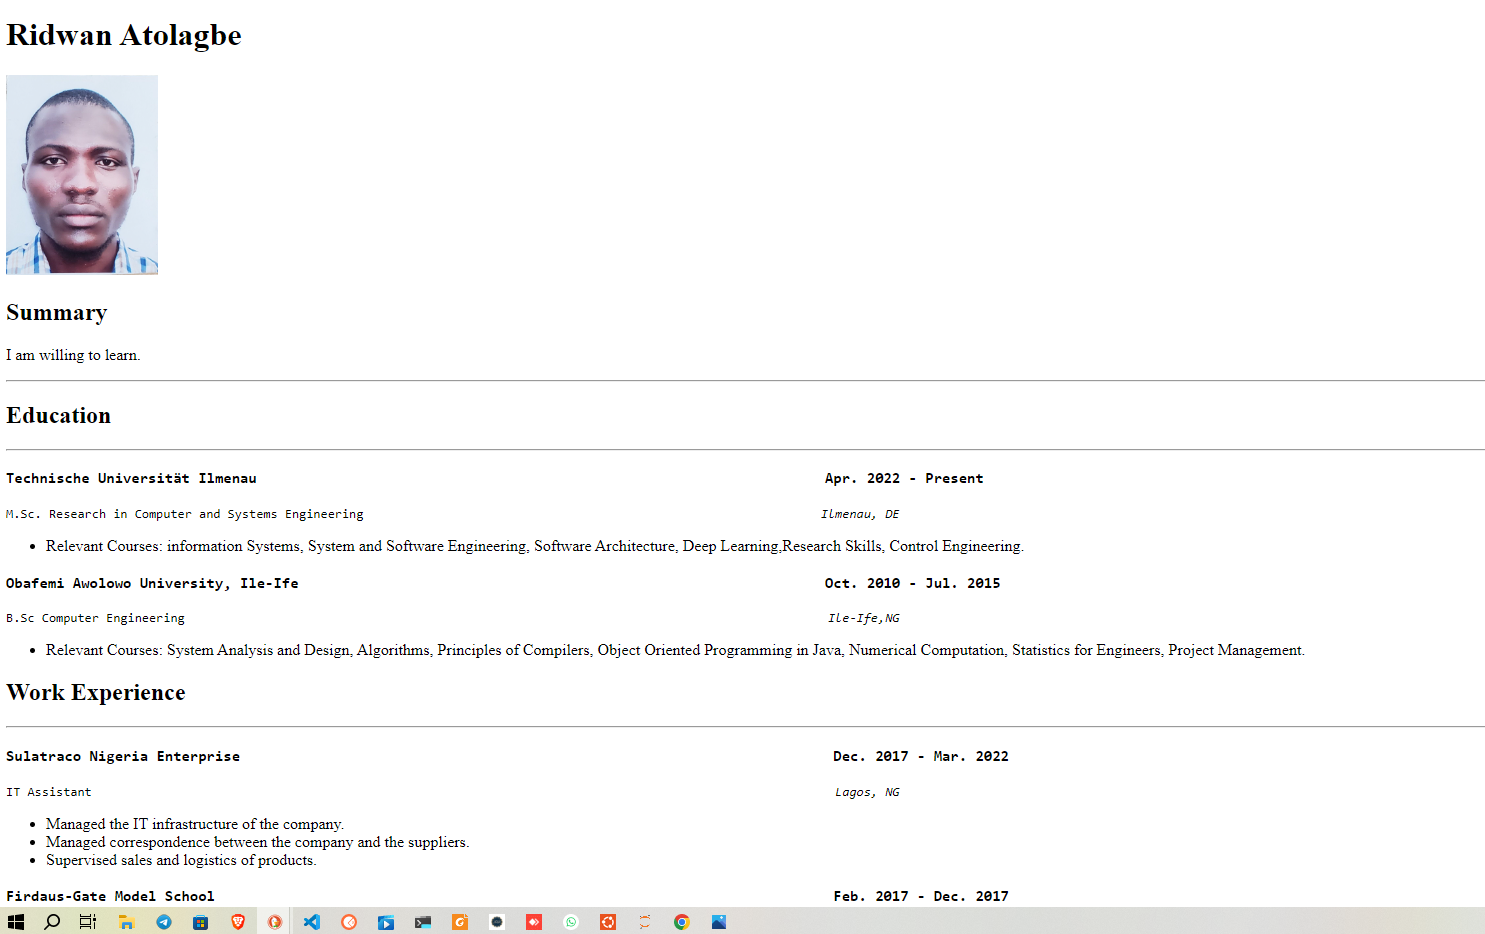 Ridwan Atolagbe
Summary
I am willing to learn.
Education
Technische Universität Ilmenau Apr. 2022 - Present
M.Sc. Research in Computer and Systems Engineering Ilmenau, DE
• Relevant Courses: information Systems, System and Software Engineering, Software Architecture, Deep Learning,Research Skills, Control Engineering.
Obafemi Awolowo University, Ile-Ife Oct. 2010 - Jul. 2015
B.Sc Computer Engineering Ile-Ife,NG
• Relevant Courses: System Analysis and Design, Algorithms, Principles of Compilers, Object Oriented Programming in Java, Numerical Computation, Statistics for Engineers, Project Management.
Work Experience
Sulatraco Nigeria Enterprise Dec. 2017 - Mar. 2022
IT Assistant Lagos, NG
• Managed the IT infrastructure of the company.
• Managed correspondence between the company and the suppliers.
• Supervised sales and logistics of products.
Firdaus-Gate Model School Feb. 2017 - Dec. 2017